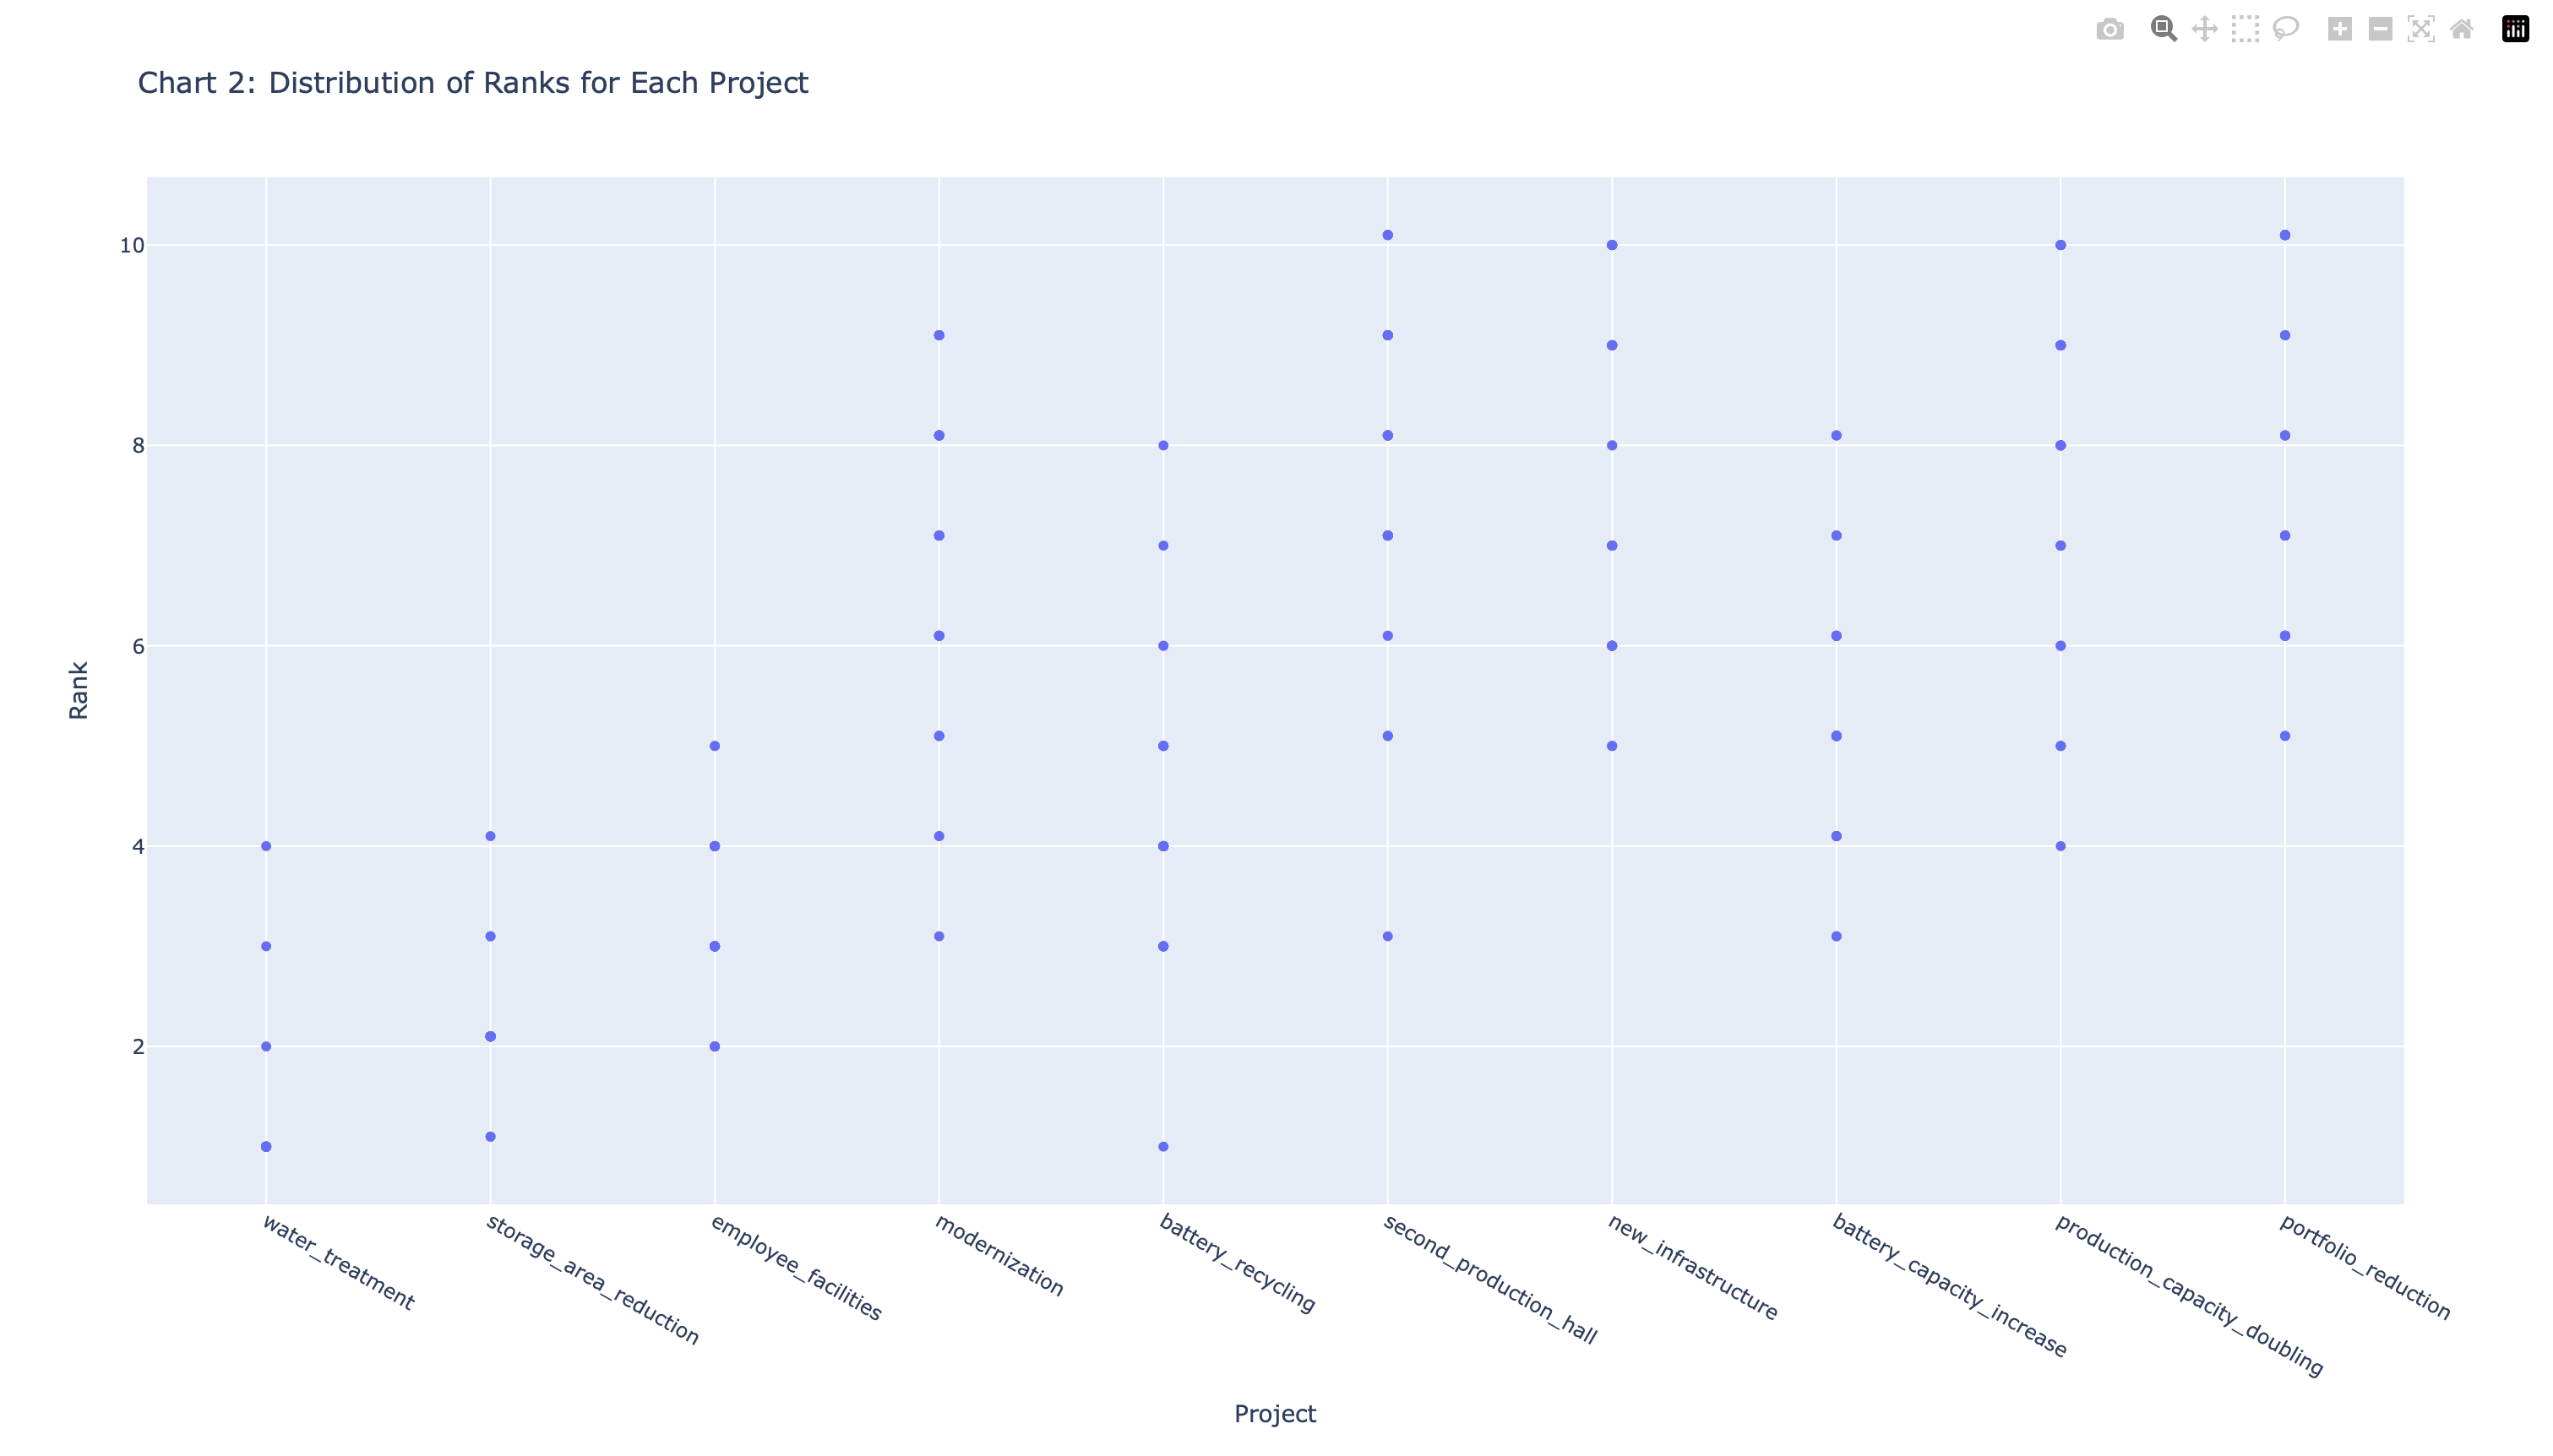 Chart 2: Distribution of Ranks for Each Project
10
8
6
4
2
Rank
water_treatment
storage_area_reduction
employee_facilities
modernization
battery_recycling
second_production_hall
new_infrastructure
battery_capacity_increase
production_capacity_doubling
portfolio_reduction
Project